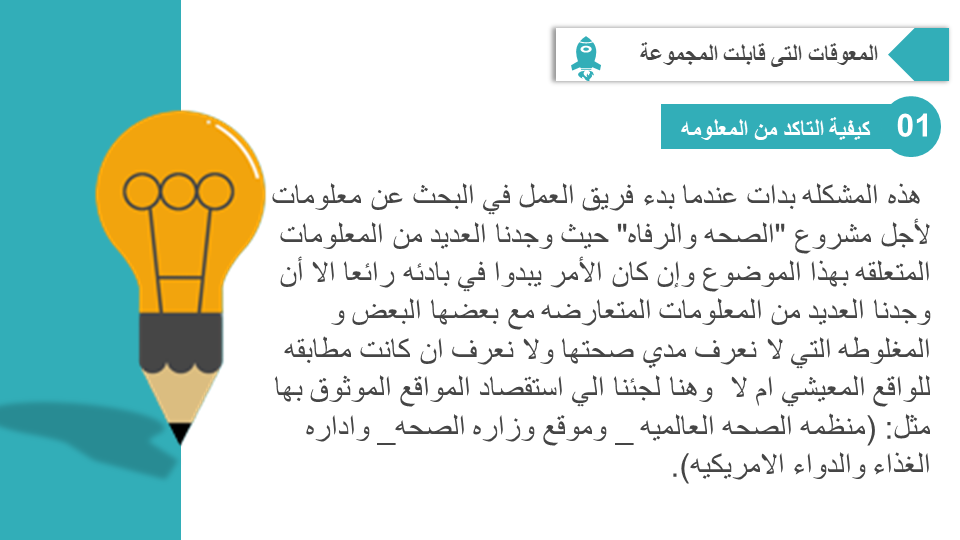 المعوقات التى قابلت المجموعة
01
كيفية التاكد من المعلومه
هذه المشكله بدات عندما بدء فريق العمل في البحث عن معلومات
لأجل مشروع "الصحه والرفاه" حيث وجدنا العديد من المعلومات
المتعلقه بهذا الموضوع وإن كان الأمر يبدوا في بادئه رائعا الا أن
وجدنا العديد من المعلومات المتعارضه مع بعضها البعض و
المغلوطه التي لا نعرف مدي صحتها ولا نعرف ان كانت مطابقه
للواقع المعيشي ام لا وهنا لجئنا الي استقصاد المواقع الموثوق بها
مثل: (منظمه الصحه العالميه _ وموقع وزاره الصحه_ واداره
الغذاء والدواء الامريكيه).